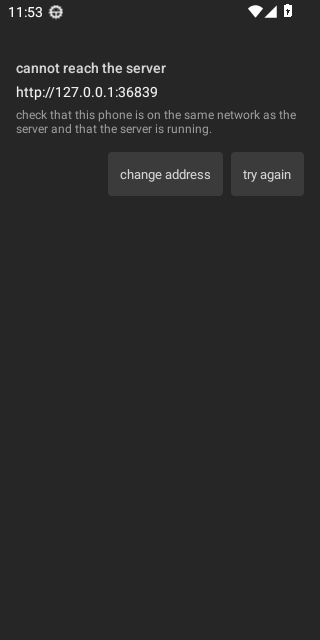 11:53
cannot reach the server
http://127.0.0.1:36839
check that this phone is on the same network as the
server and that the server is running.
change address
try again